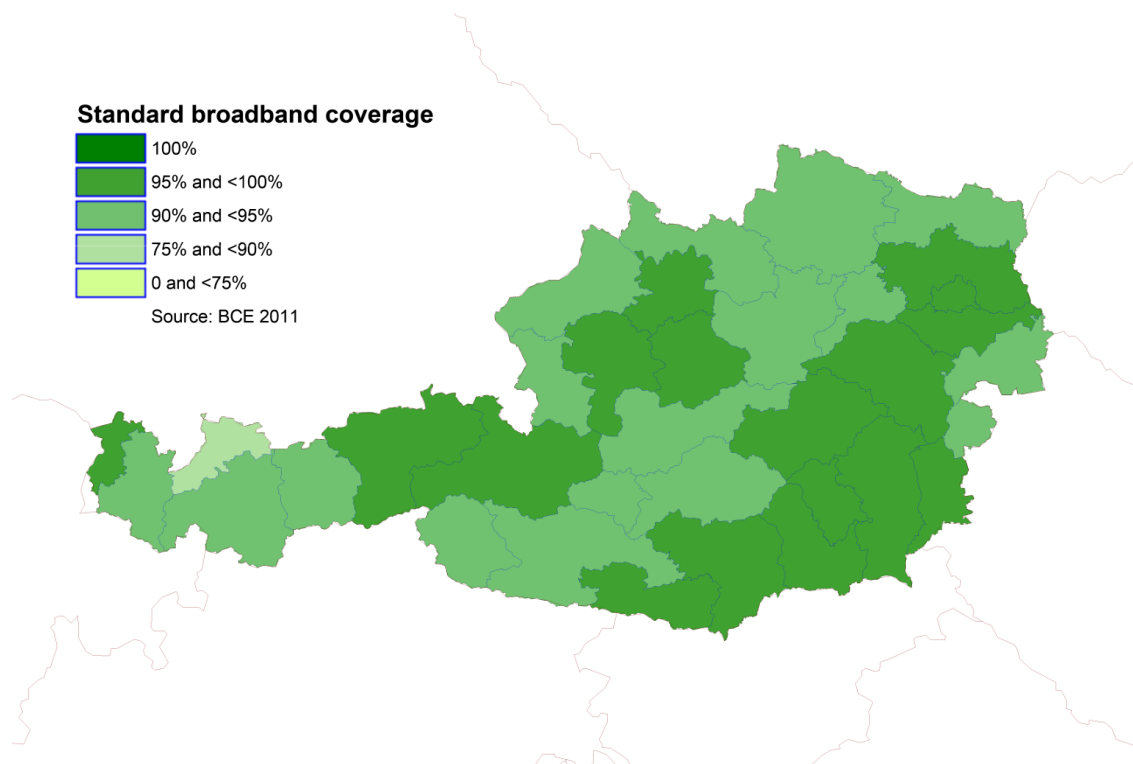 Standard broadband coverage
100%
95% and <100%
90% and <95%
75% and <90%
0 and <75%
Source: BCE 2011